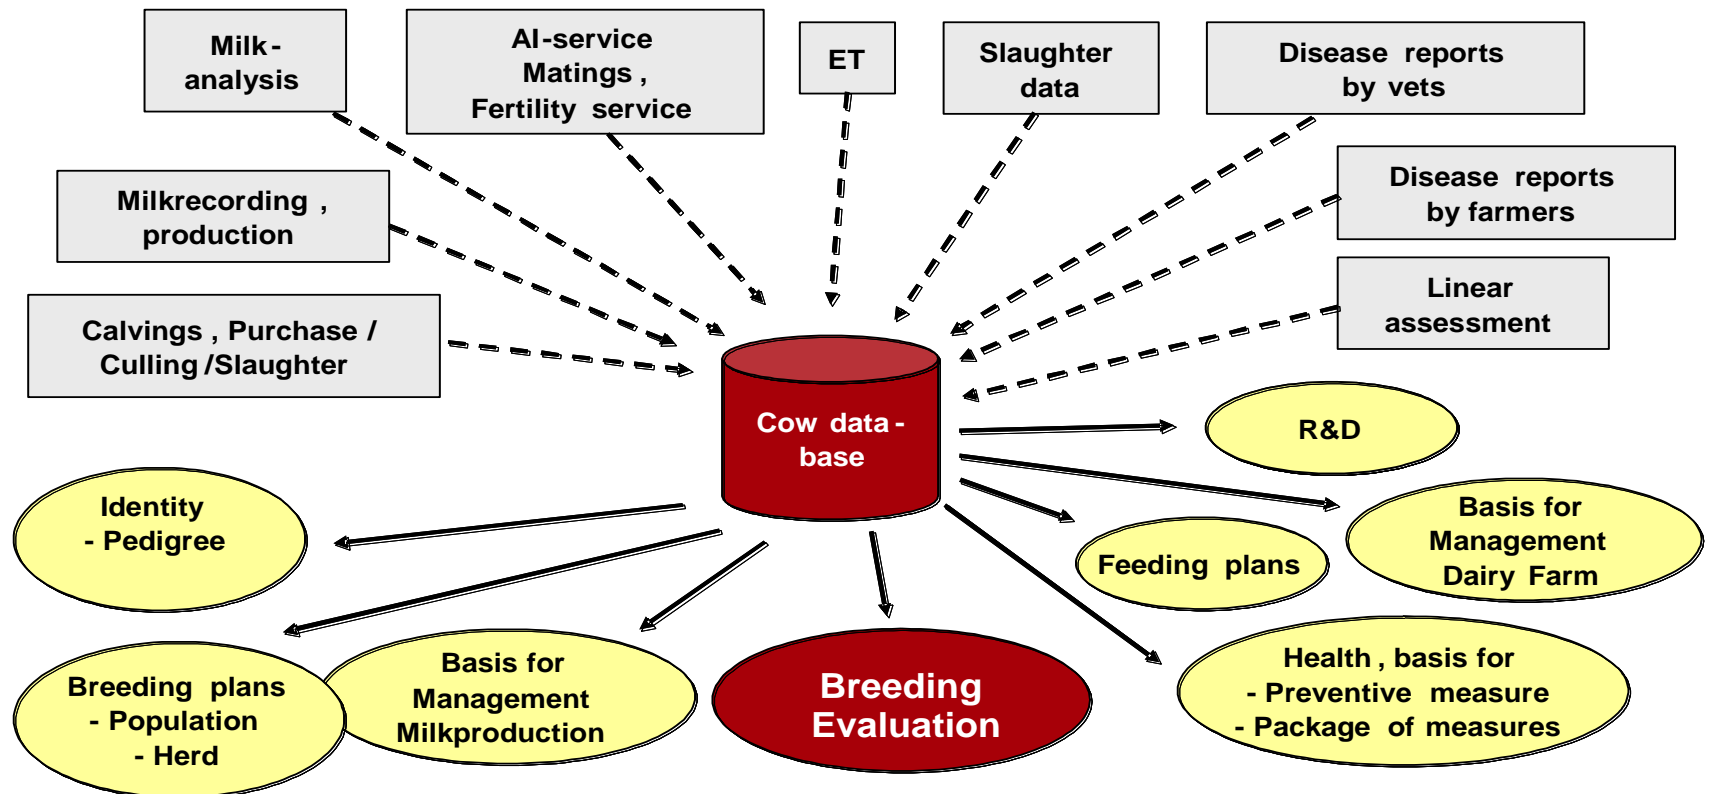 Milk-
analysis
AI-service
Matings ,
Fertility service
ET
Slaughter
data
Disease reports
by vets
Milkrecording ,
production
Disease reports
by farmers
Calvings , Purchase /
Culling /Slaughter
Linear
assessment
Cow data -
base
R&D
Identity
- Pedigree
Feeding plans
Basis for
Management
Dairy Farm
Breeding plans
- Population
- Herd
Basis for
Management
Milkproduction
Breeding
Evaluation
Health , basis for
- Preventive measure
- Package of measures